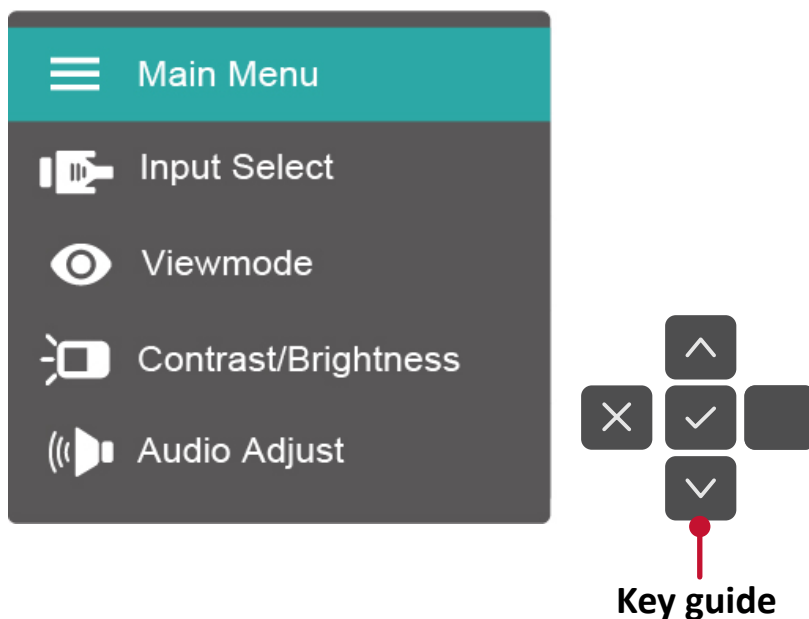 Main Menu
Input Select
Viewmode
Contrast/Brightness
Audio Adjust
Key guide